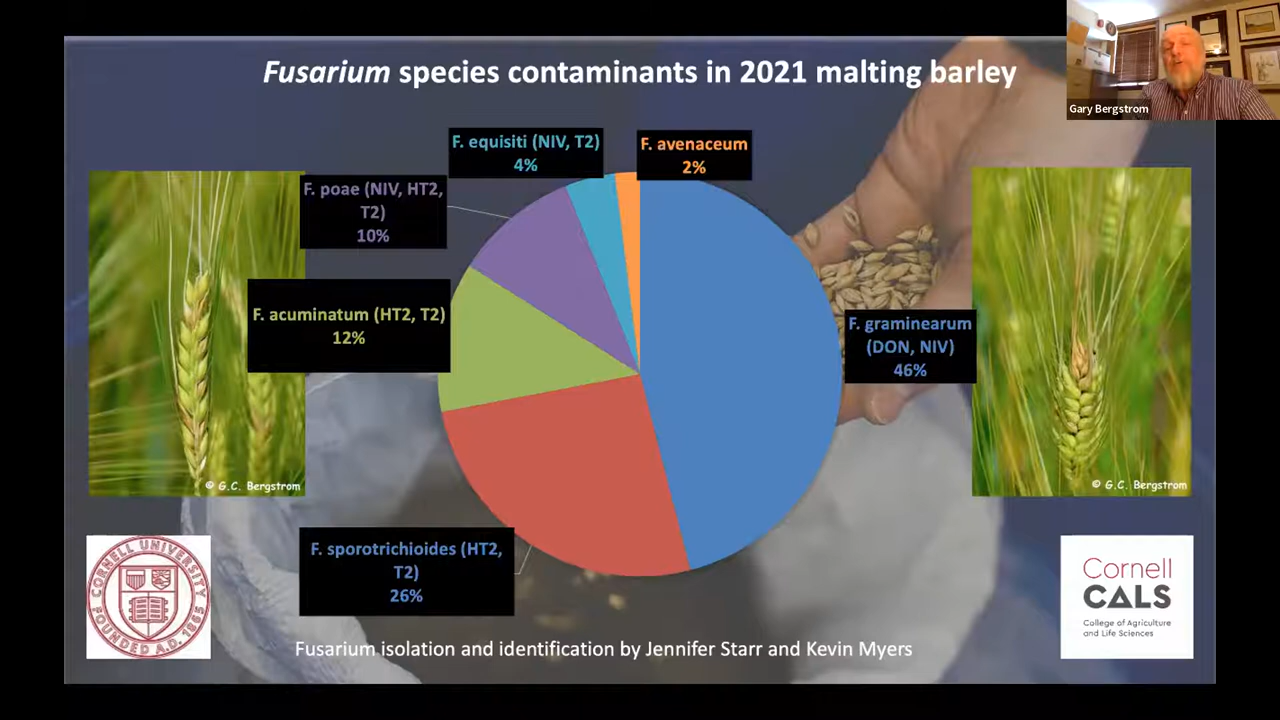 Fusarium species contaminants in 2021 malting barley
Gary Bergstrom
F. equisiti (NIV, T2)
4%
F. avenaceum
2%
F. poae (NIV, HT2,
T2)
10%
F. acuminatum (HT2, T2)
12%
F. graminearum
(DON, NIV)
46%
© G.C. Bergstrom
© G.C. Bergstrom
F. sporotrichioides (HT2,
T2)
26%
CORNELL UNIVERSITY
FOUNDED A.D. 1865
Cornell
CALS
College of Agriculture
and Life Sciences
Fusarium isolation and identification by Jennifer Starr and Kevin Myers